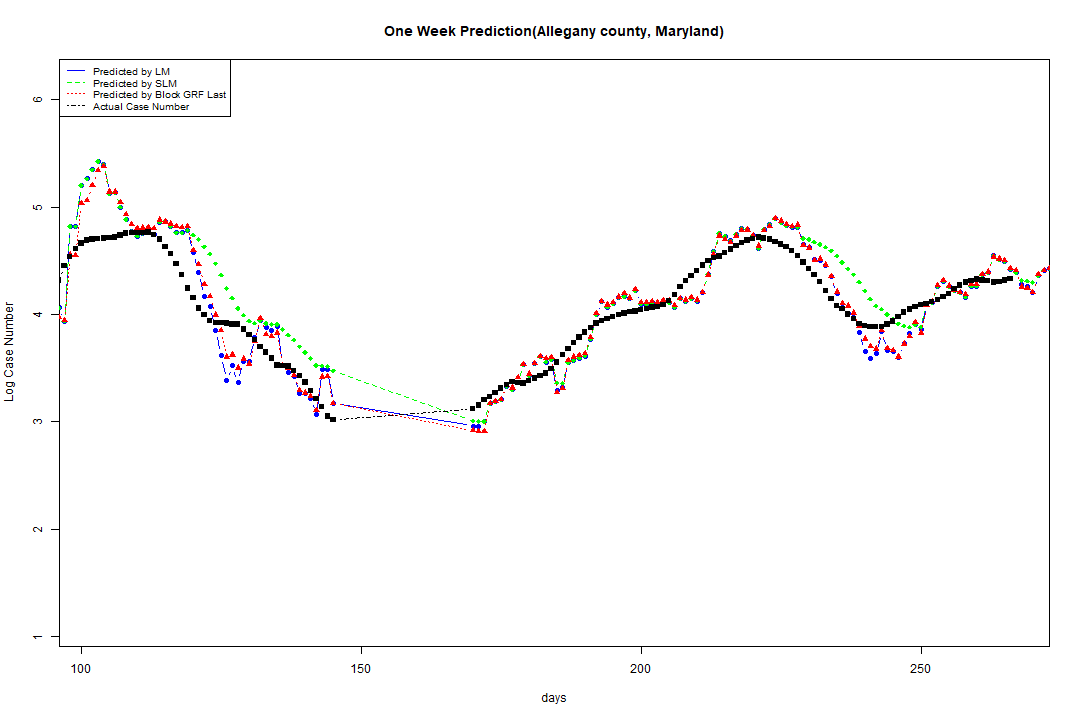 One Week Prediction(Allegany county, Maryland)
Predicted by LM
Predicted by SLM
Predicted by Block GRF Last
Actual Case Number
6
5
4
3
2
1
Log Case Number
100 150 200 250
days